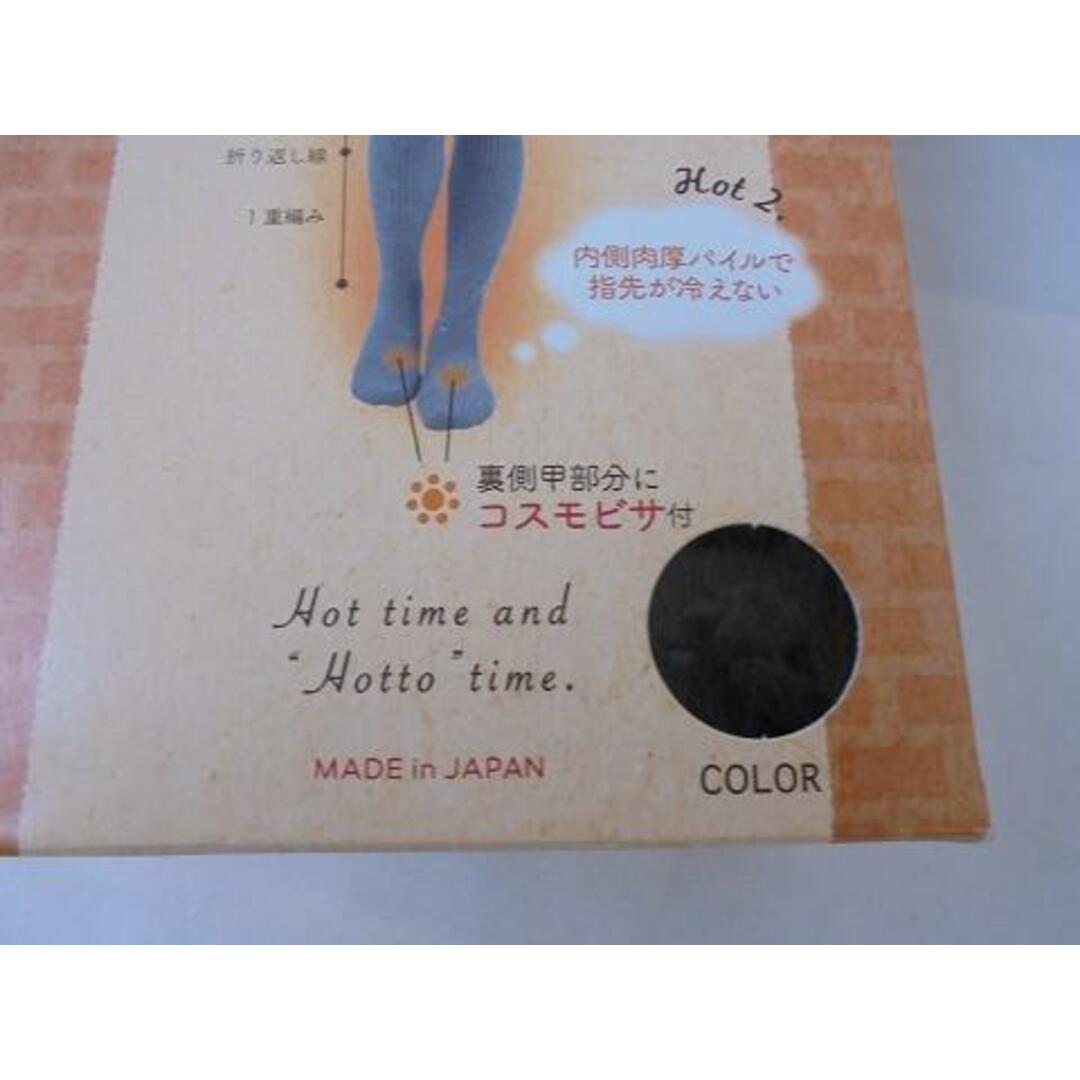 折り返し線
1重編み
Hot 2.
内側肉厚パイルで
指先が冷えない
裏側甲部分に
コスモビサ付
Hot time and
“Hotto” time.
MADE in JAPAN
COLOR